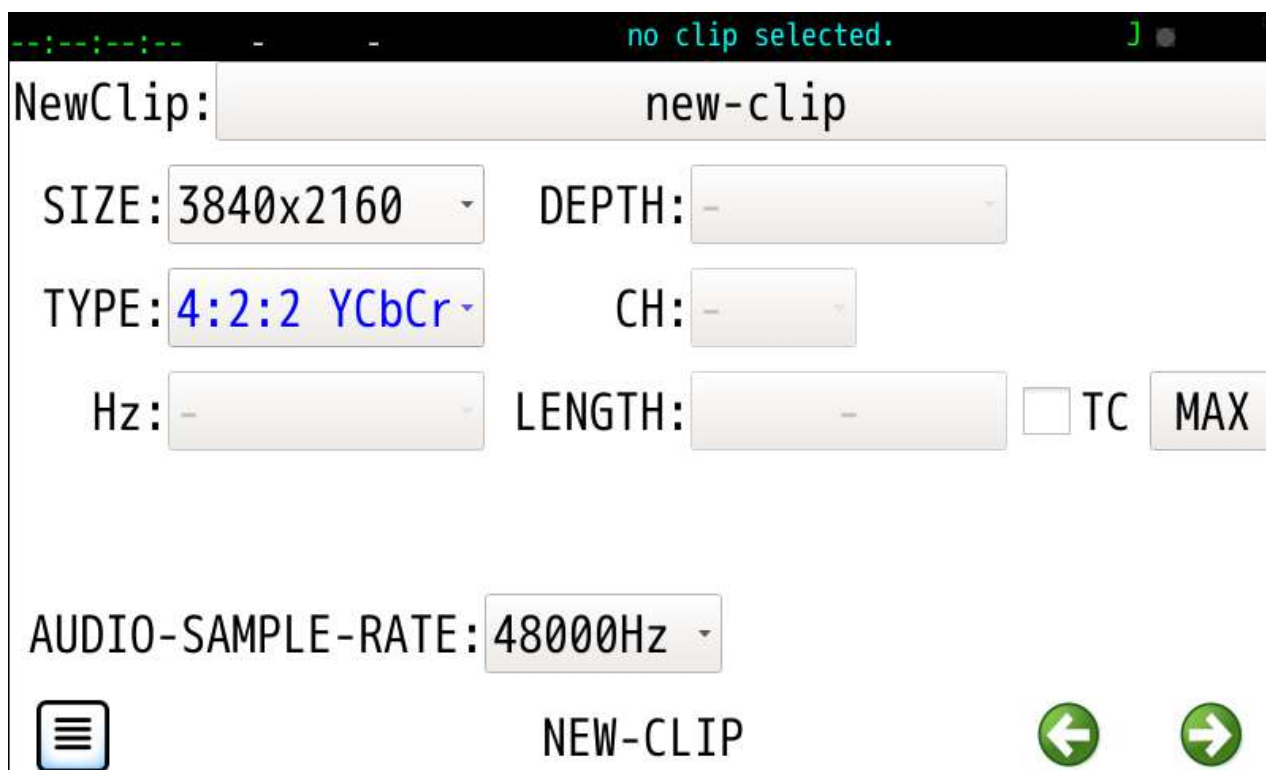 --:--:--:-- - - no clip selected. J
NewClip: new-clip
SIZE: 3840x2160 DEPTH: -
TYPE: 4:2:2 YCbCr CH: -
Hz: - LENGTH: - TC MAX
AUDIO-SAMPLE-RATE: 48000Hz
NEW-CLIP